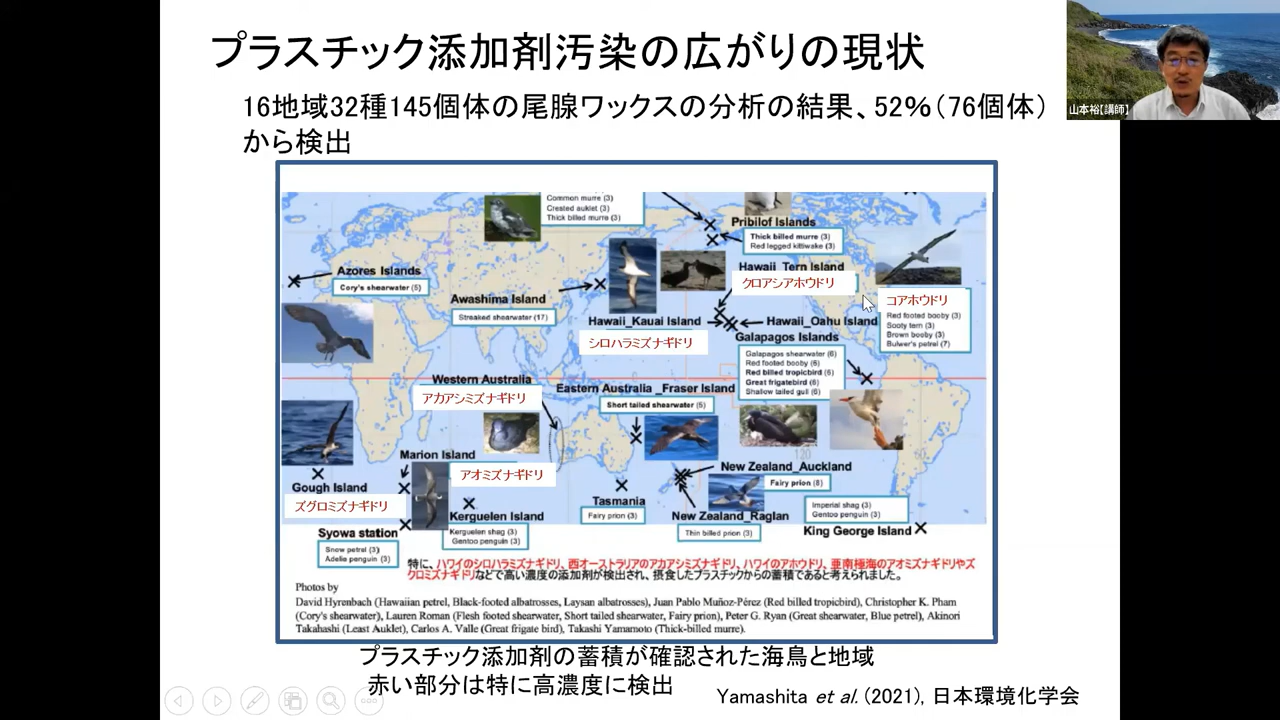 プラスチック添加剤汚染の広がりの現状
16地域32種145個体の尾腺ワックスの分析の結果、52%（76個体）
から検出
山本裕【講師】
Common murre (3)
Crested auklet (3)
Thick billed murre (3)
Pribilof Islands
Thick billed murre (3)
Red legged kittiwake (3)
Azores Islands
Cory's shearwater (5)
Awashima Island
Streaked shearwater (17)
Hawaii_Tern Island
クロアシアホウドリ
コアホウドリ
Red footed booby (3)
Sooty tern (3)
Brown booby (3)
Bulwer's petrel (7)
Hawaii_Kauai Island
シロハラミズナギドリ
Hawaii_Oahu Island
Galapagos Islands
Galapagos shearwater (6)
Red footed booby (6)
Red billed tropicbird (6)
Great frigatebird (6)
Shallow tailed gull (6)
Western Australia
アカアシミズナギドリ
Eastern Australia _Fraser Island
Short tailed shearwater (5)
120
Marion Island
アオミズナギドリ
Gough Island
ズグロミズナギドリ
New Zealand_Auckland
Fairy prion (8)
Tasmania
Fairy prion (3)
New Zealand_Raglan
Thin billed prion (3)
Imperial shag (3)
Gentoo penguin (3)
King George Island
Kerguelen Island
Kerguelen shag (3)
Gentoo penguin (3)
Syowa station
Snow petrel (3)
Adelie penguin (3)
特に、ハワイのシロハラミズナギドリ、西オーストラリアのアカアシミズナギドリ、ハワイのアホウドリ、亜南極海のアオミズナギドリやズ
クロミズナギドリなどで高い濃度の添加剤が検出され、摂食したプラスチックからの蓄積であると考えられました。
Photos by
David Hyrenbach (Hawaiian petrel, Black-footed albatrosses, Laysan albatrosses), Juan Pablo Muñoz-Pérez (Red billed tropicbird), Christopher K. Pham
(Cory's shearwater), Lauren Roman (Flesh footed shearwater, Short tailed shearwater, Fairy prion), Peter G. Ryan (Great shearwater, Blue petrel), Akinori
Takahashi (Least Auklet), Carlos A. Valle (Great frigate bird), Takashi Yamamoto (Thick-billed murre).
プラスチック添加剤の蓄積が確認された海鳥と地域
赤い部分は特に高濃度に検出
Yamashita et al. (2021), 日本環境化学会